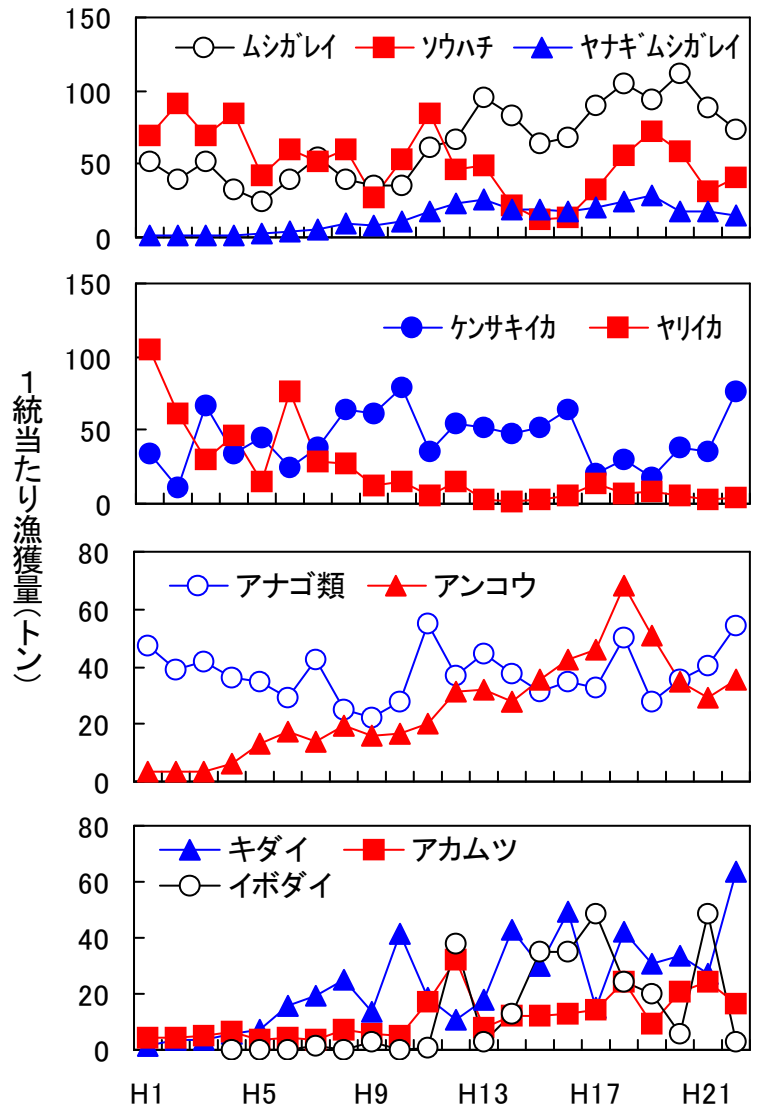 1統当たり漁獲量(トン)
150
100
50
0
ムシガレイ ソウハチ ヤナギムシガレイ
150
100
50
0
ケンサキイカ ヤリイカ
80
60
40
20
0
アナゴ類 アンコウ
80
60
40
20
0
キダイ アカムツ
イボダイ
H1 H5 H9 H13 H17 H21